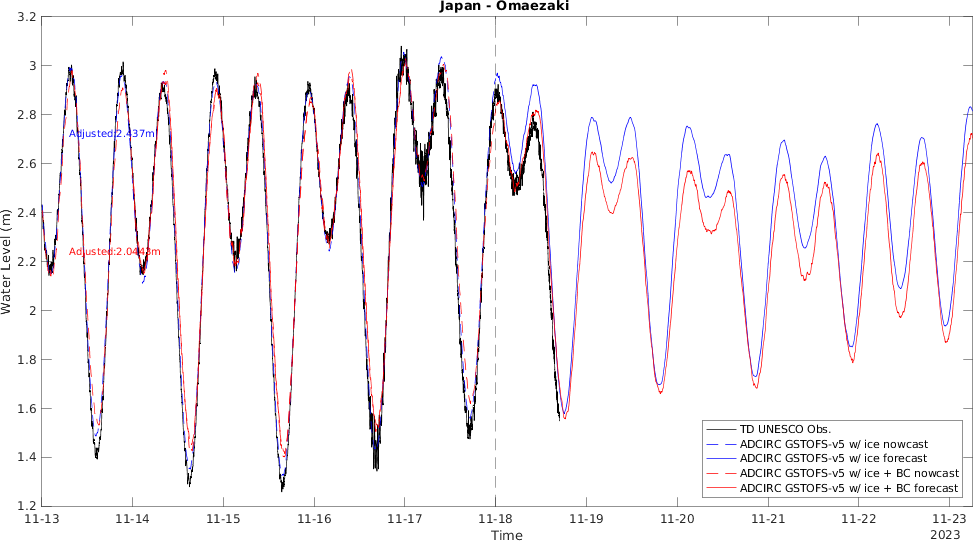 Japan - Omaezaki
3.2
3
2.8
2.6
2.4
2.2
2
1.8
1.6
1.4
1.2
Water Level (m)
Adjusted:2.437m
Adjusted:2.0443m
TD UNESCO Obs.
ADCIRC GSTOFS-v5 w/ ice nowcast
ADCIRC GSTOFS-v5 w/ ice forecast
ADCIRC GSTOFS-v5 w/ ice + BC nowcast
ADCIRC GSTOFS-v5 w/ ice + BC forecast
11-13 11-14 11-15 11-16 11-17 11-18 11-19 11-20 11-21 11-22 11-23
Time
2023